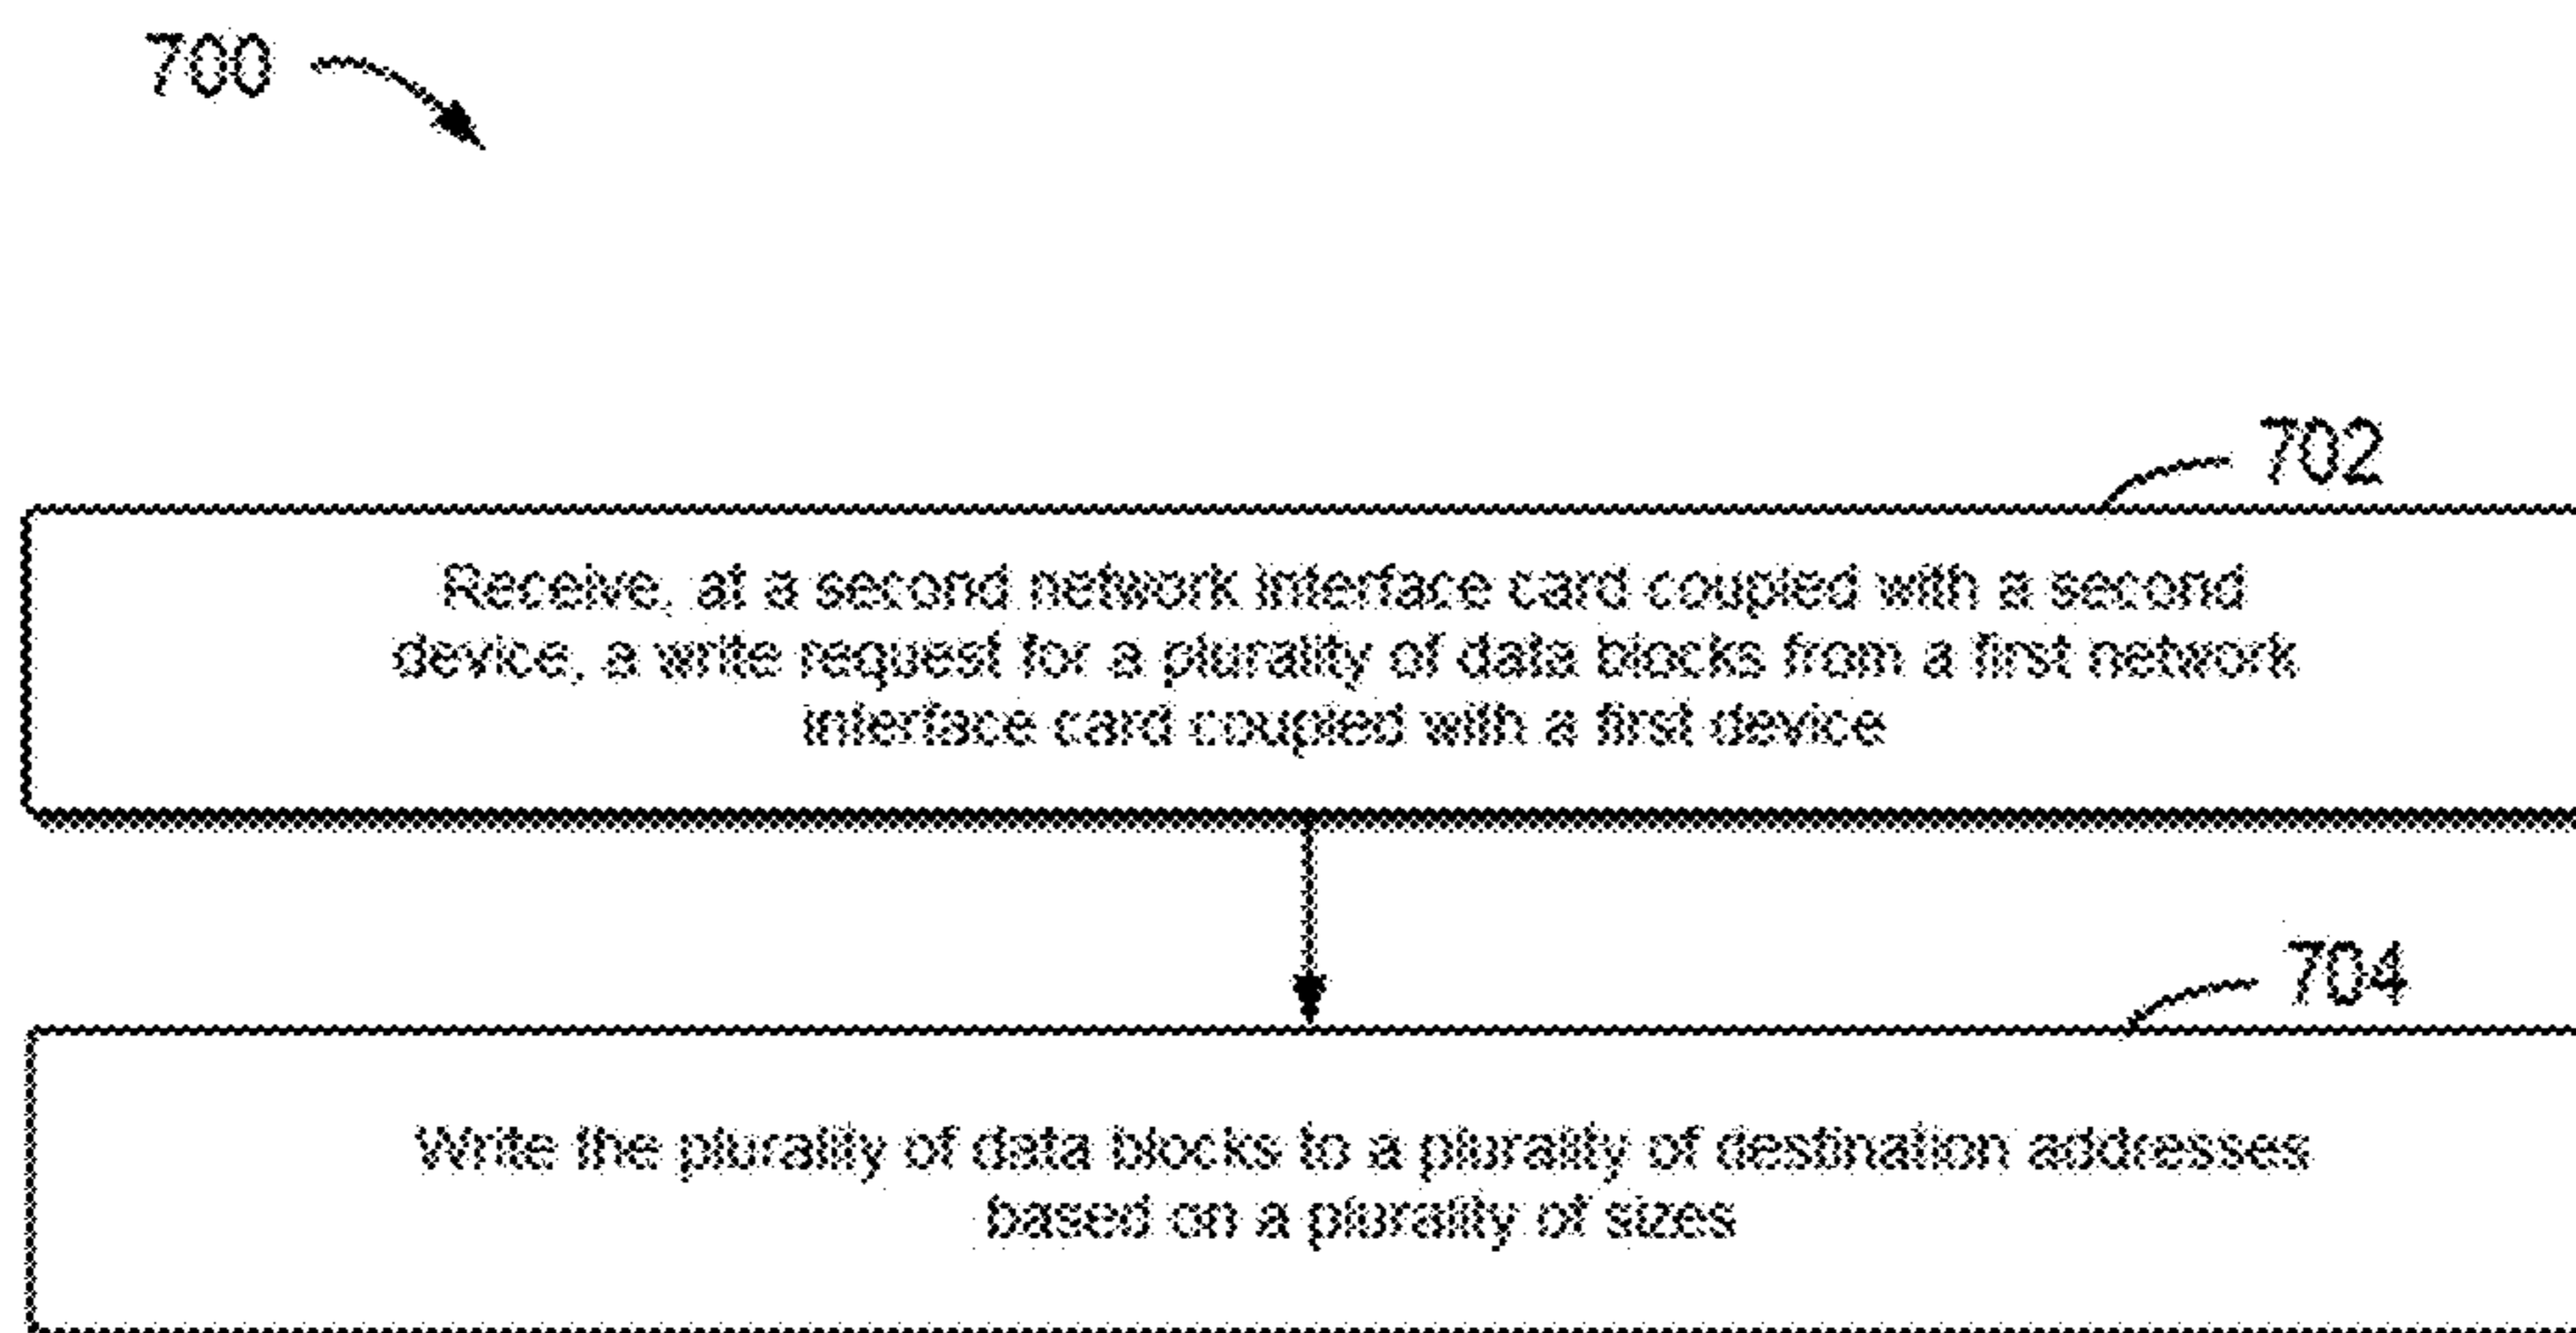 700
702
Receive, at a second network interface card coupled with a second
device, a write request for a plurality of data blocks from a first network
interface card coupled with a first device
704
Write the plurality of data blocks to a plurality of destination addresses
based on a plurality of sizes